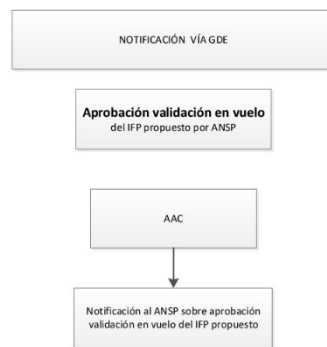 NOTIFICACIÓN VÍA GDE
Aprobación validación en vuelo
del IFP propuesto por ANSP
AAC
Notificación al ANSP sobre aprobación
validación en vuelo del IFP propuesto